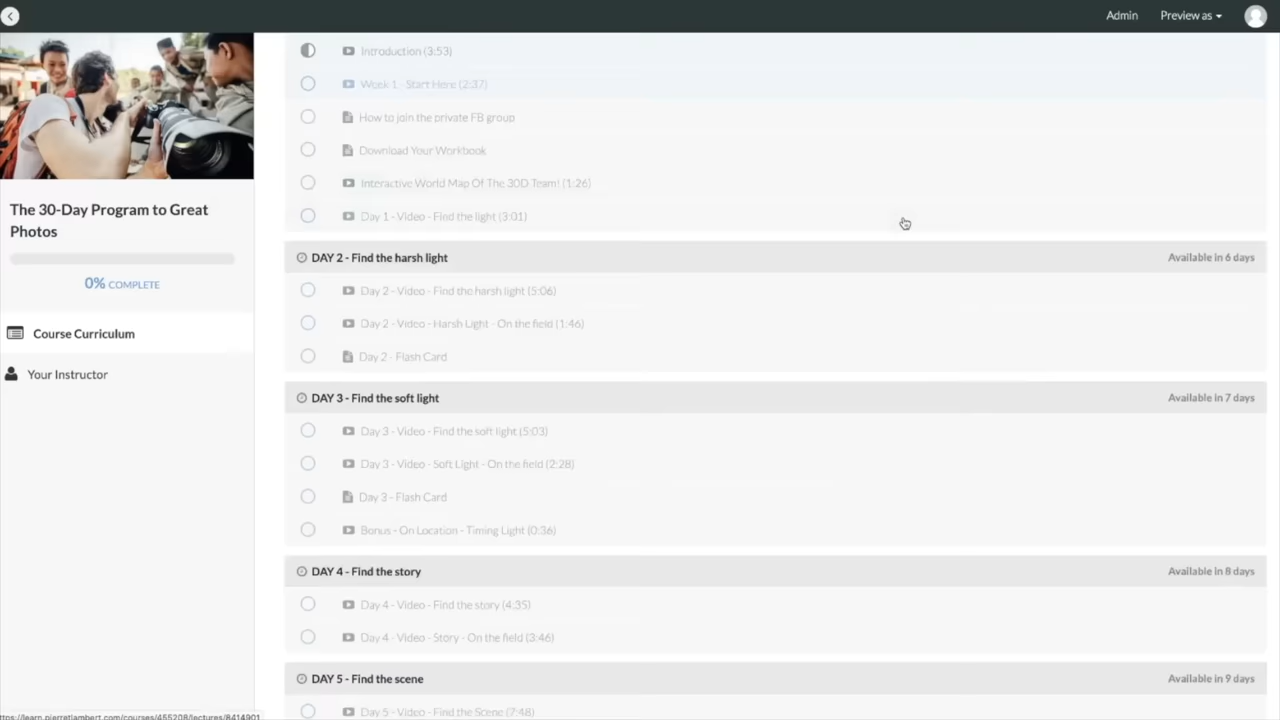 Admin
Preview as
Introduction (3:53)
Week 1 - Start Here (2:37)
How to join the private FB group
Download Your Workbook
Interactive World Map Of The 30D Team! (1:26)
Day 1 - Video - Find the light (3:01)
The 30-Day Program to Great
Photos
0% COMPLETE
Course Curriculum
Your Instructor
DAY 2 - Find the harsh light
Available in 6 days
Day 2 - Video - Find the harsh light (5:06)
Day 2 - Video - Harsh Light - On the field (1:46)
Day 2 - Flash Card
DAY 3 - Find the soft light
Available in 7 days
Day 3 - Video - Find the soft light (5:03)
Day 3 - Video - Soft Light - On the field (2:28)
Day 3 - Flash Card
Bonus - On Location - Timing Light (0:36)
DAY 4 - Find the story
Available in 8 days
Day 4 - Video - Find the story (4:35)
Day 4 - Video - Story - On the field (3:46)
DAY 5 - Find the scene
Available in 9 days
Day 5 - Video - Find the Scene (7:48)
ttps://learn.pierretlambert.com/courses/455208/lectures/8414901